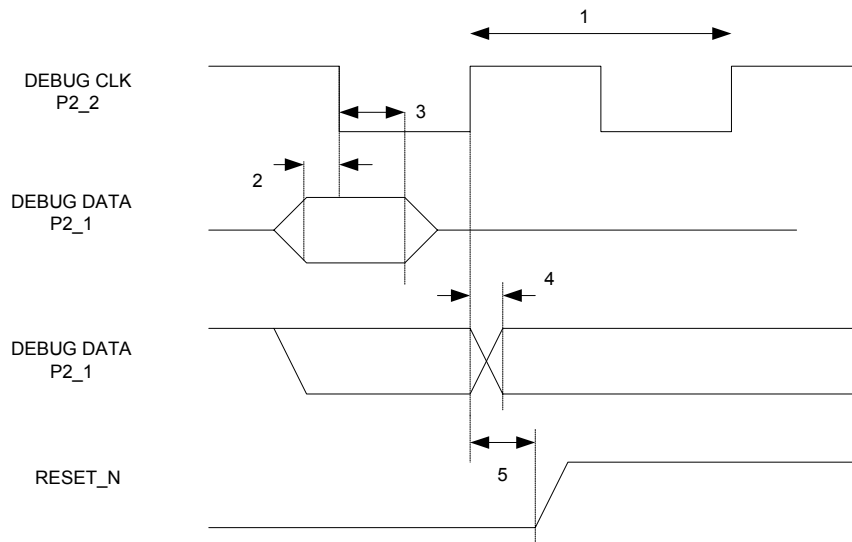 1
DEBUG CLK
P2_2
3
2
DEBUG DATA
P2_1
4
DEBUG DATA
P2_1
5
RESET_N